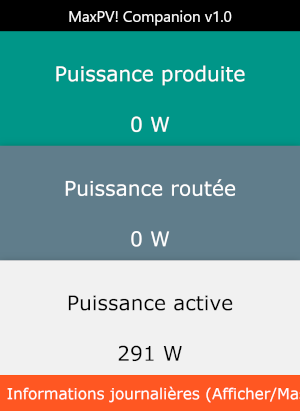 MaxPV! Companion v1.0
Puissance produite
0 W
Puissance routée
0 W
Puissance active
291 W
Informations journalières (Afficher/Ma